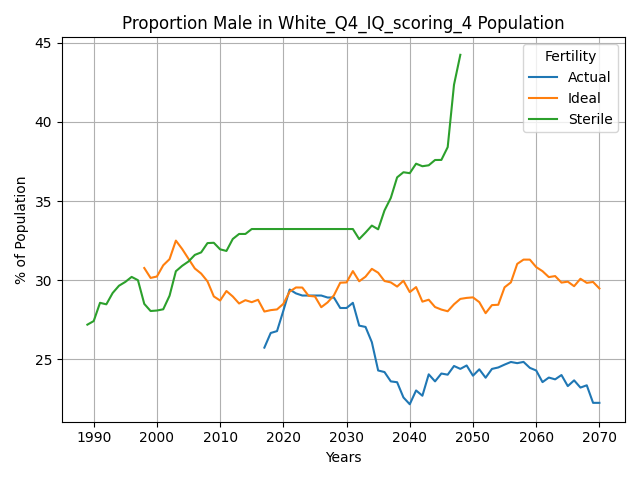 Proportion Male in White_Q4_IQ_scoring_4 Population
% of Population
45
40
35
30
25
Fertility
Actual
Ideal
Sterile
1990 2000 2010 2020 2030 2040 2050 2060 2070
Years